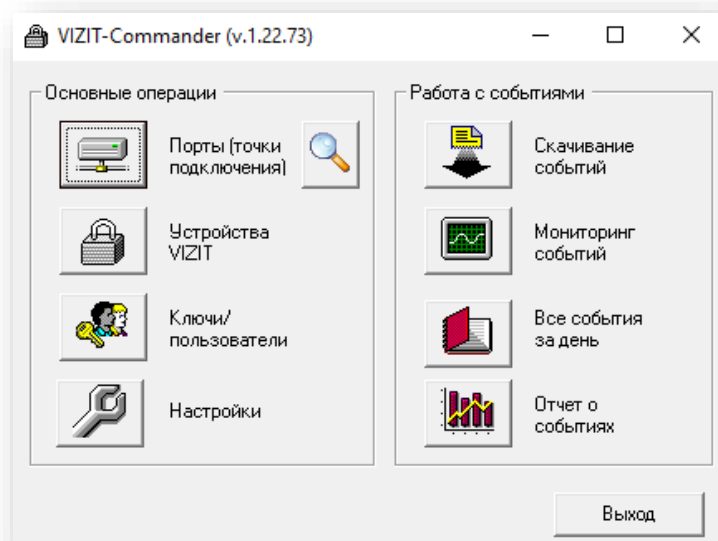 VIZIT-Commander (v.1.22.73)
Основные операции
Порты (точки
подключения)
Устройства
VIZIT
Ключи/
пользователи
Настройки
Работа с событиями
Скачивание
событий
Мониторинг
событий
Все события
за день
Отчет о
событиях
Выход